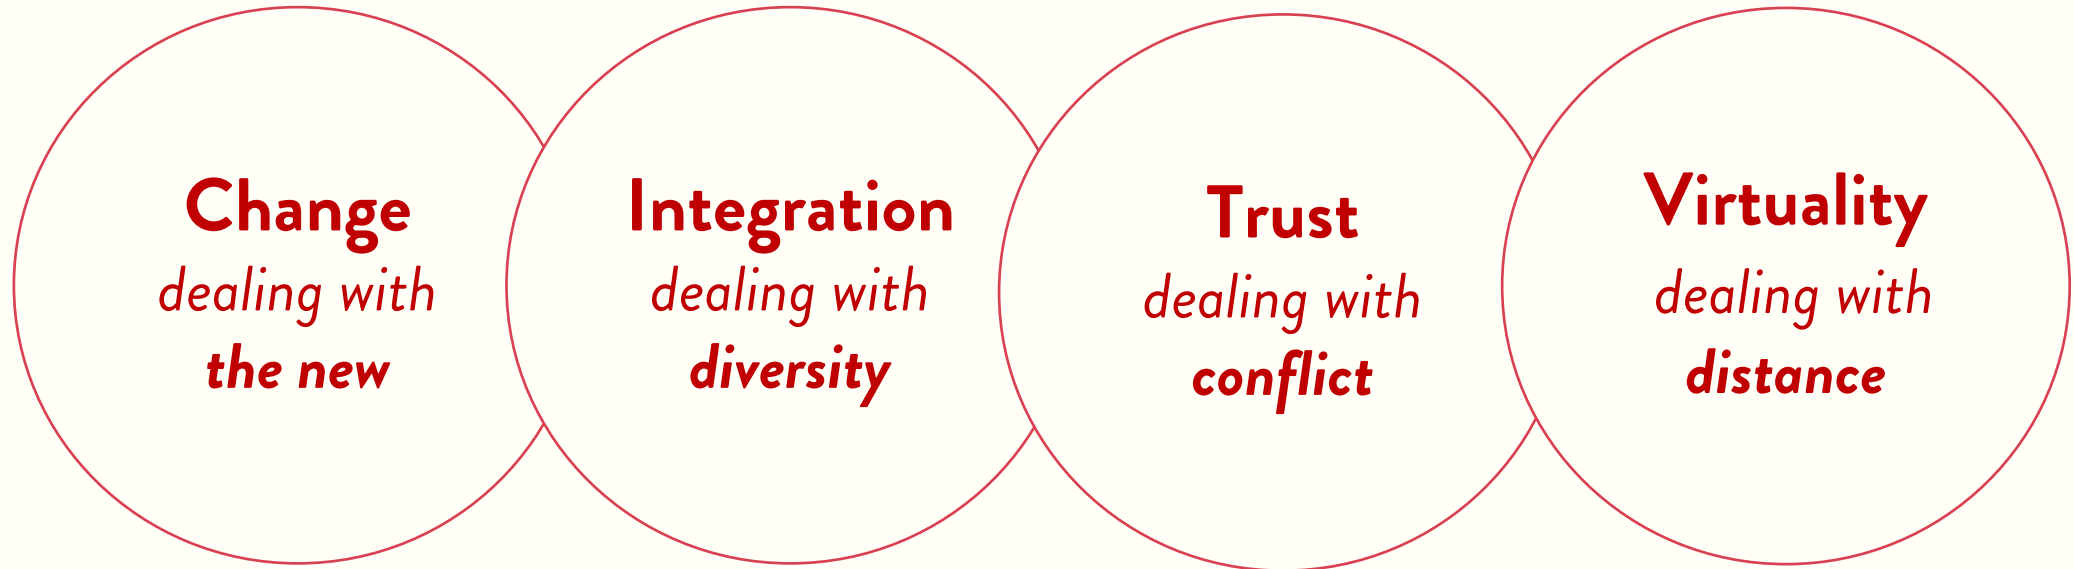 Change
dealing with
the new
Integration
dealing with
diversity
Trust
dealing with
conflict
Virtuality
dealing with
distance